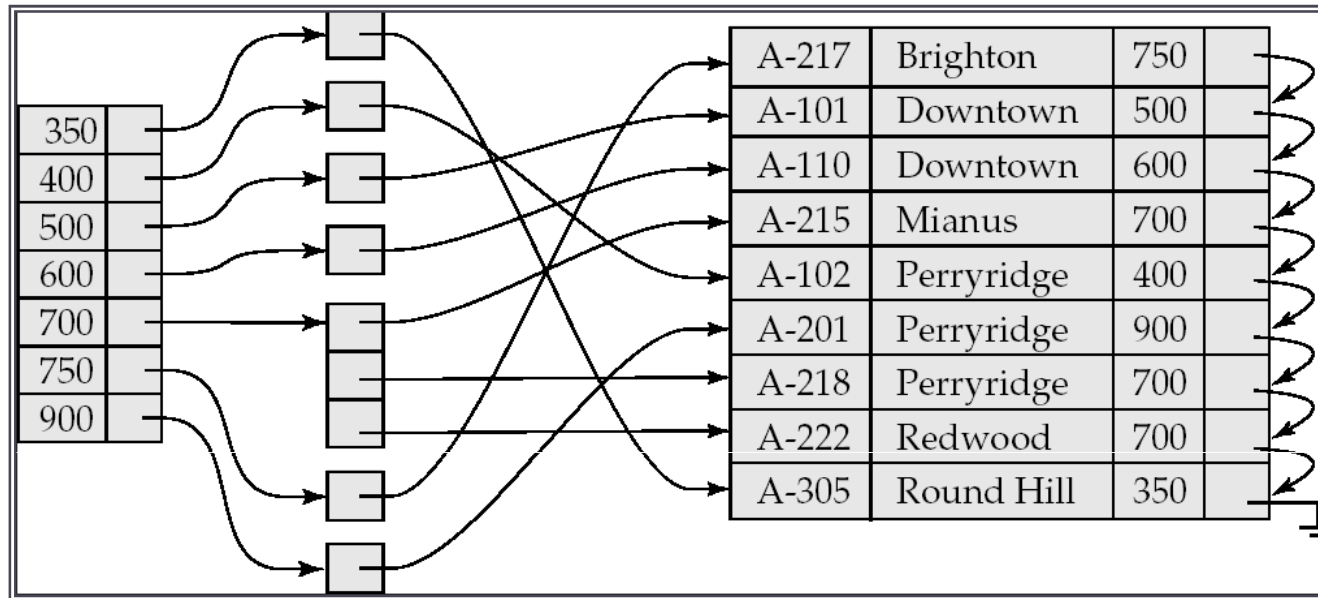 350
400
500
600
700
750
900
A-217 Brighton 750
A-101 Downtown 500
A-110 Downtown 600
A-215 Mianus 700
A-102 Perryridge 400
A-201 Perryridge 900
A-218 Perryridge 700
A-222 Redwood 700
A-305 Round Hill 350